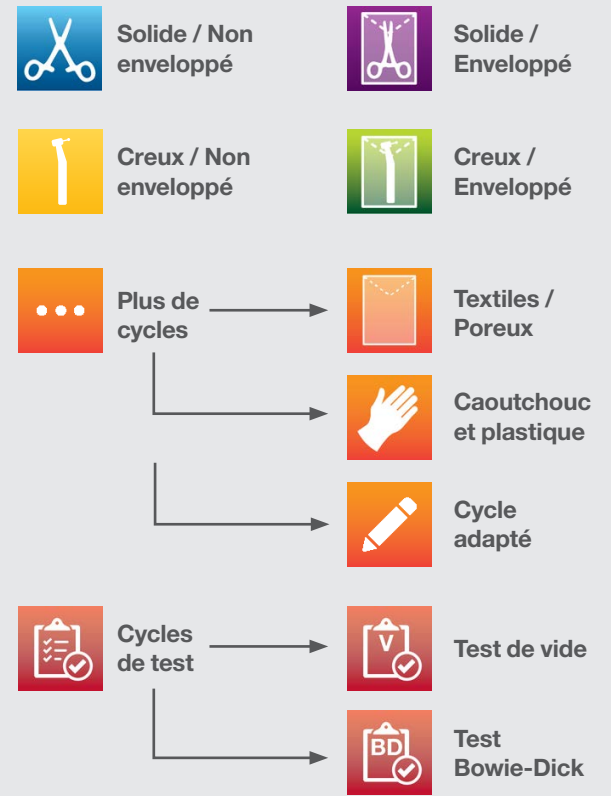 Solide / Non
enveloppé
Solide /
Enveloppé
Creux / Non
enveloppé
Creux /
Enveloppé
Plus de
cycles
Textiles /
Poreux
Caoutchouc
et plastique
Cycle
adapté
Cycles
de test
V
Test de vide
BD
Test
Bowie-Dick